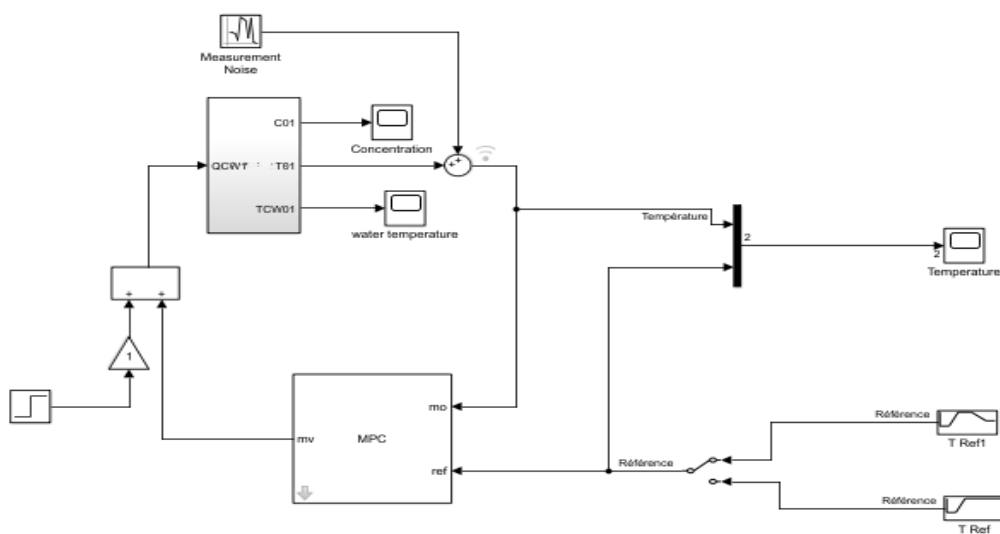 Measurement
Noise
C01
Concentration
T81
TCW01
water temperature
Température
2
2
Temperature
+
+
+
+
1
mo
mv
MPC
ref
Référence
Référence
T Ref1
Référence
T Ref